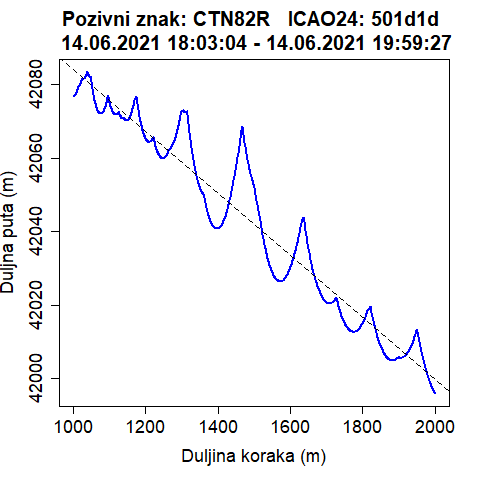 Pozivni znak: CTN82R ICAO24: 501d1d
14.06.2021 18:03:04 - 14.06.2021 19:59:27
Duljna puta (m)
42080
42060
42040
42020
42000
1000 1200 1400 1600 1800 2000
Duljina koraka (m)